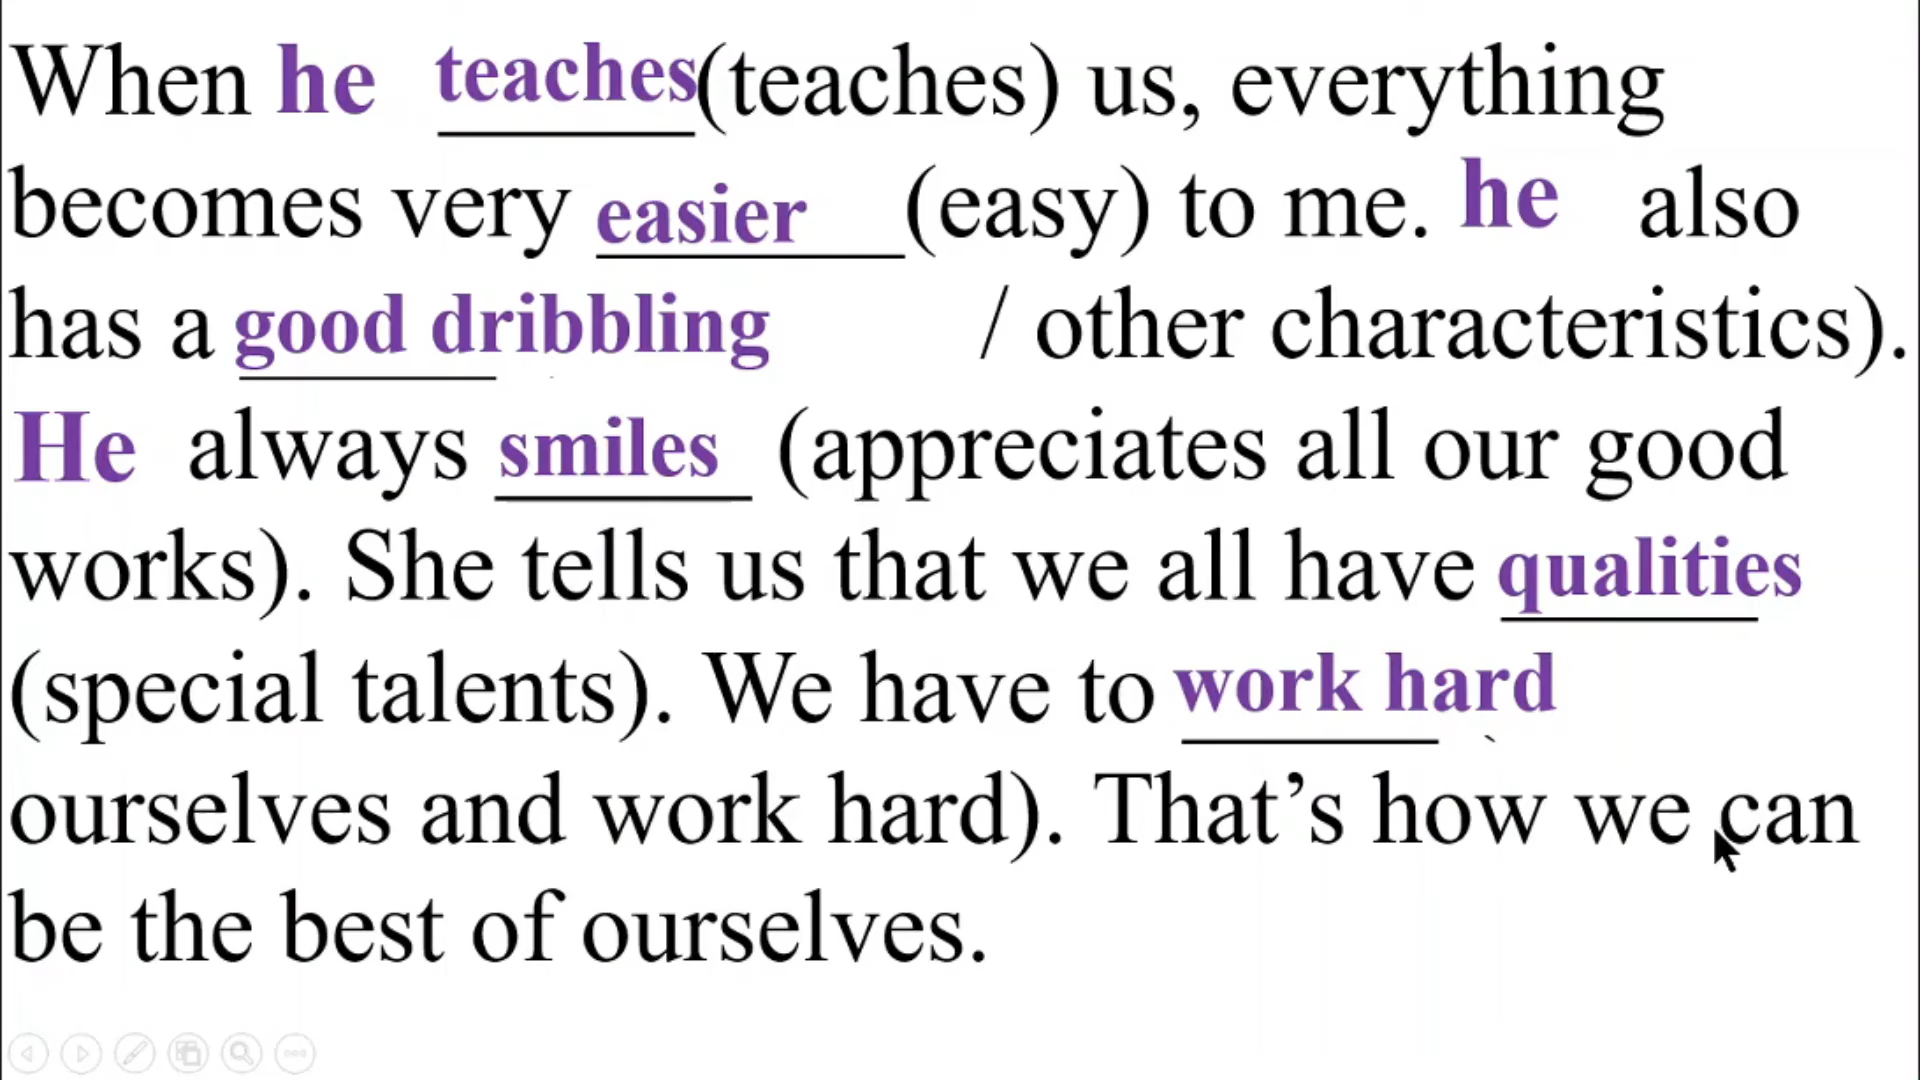 When he teaches(teaches) us, everything
becomes very easier (easy) to me. he also
has a good dribbling / other characteristics).
He always smiles (appreciates all our good
works). She tells us that we all have qualities
(special talents). We have to work hard
ourselves and work hard). That’s how we can
be the best of ourselves.